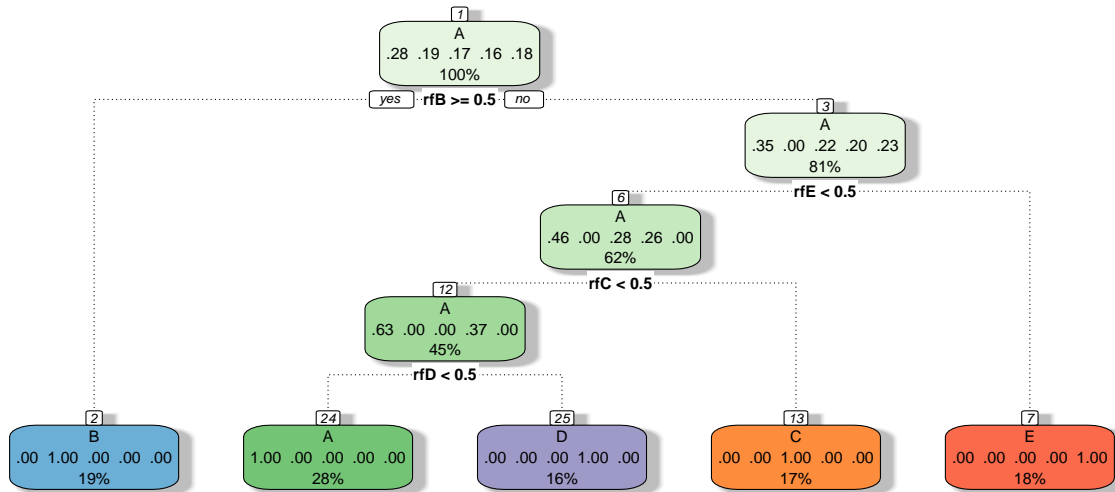 1
A
.28 .19 .17 .16 .18
100%
yes rfB >= 0.5 no
3
A
.35 .00 .22 .20 .23
81%
rfE < 0.5
6
A
.46 .00 .28 .26 .00
62%
rfC < 0.5
12
A
.63 .00 .00 .37 .00
45%
rfD < 0.5
2
B
.00 1.00 .00 .00 .00
19%
24
A
1.00 .00 .00 .00 .00
28%
25
D
.00 .00 .00 1.00 .00
16%
13
C
.00 .00 1.00 .00 .00
17%
7
E
.00 .00 .00 .00 1.00
18%